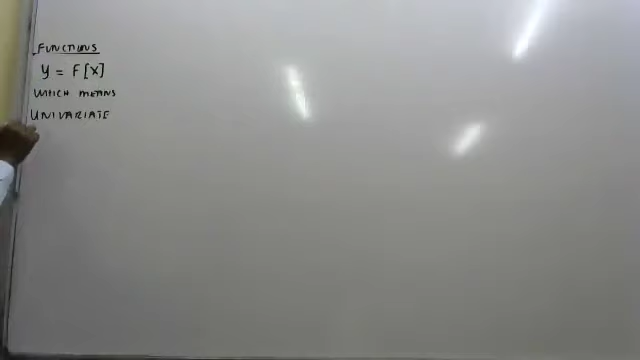 FUNCTIONS
y = F[x]
WHICH MEANS
UNIVARIATE